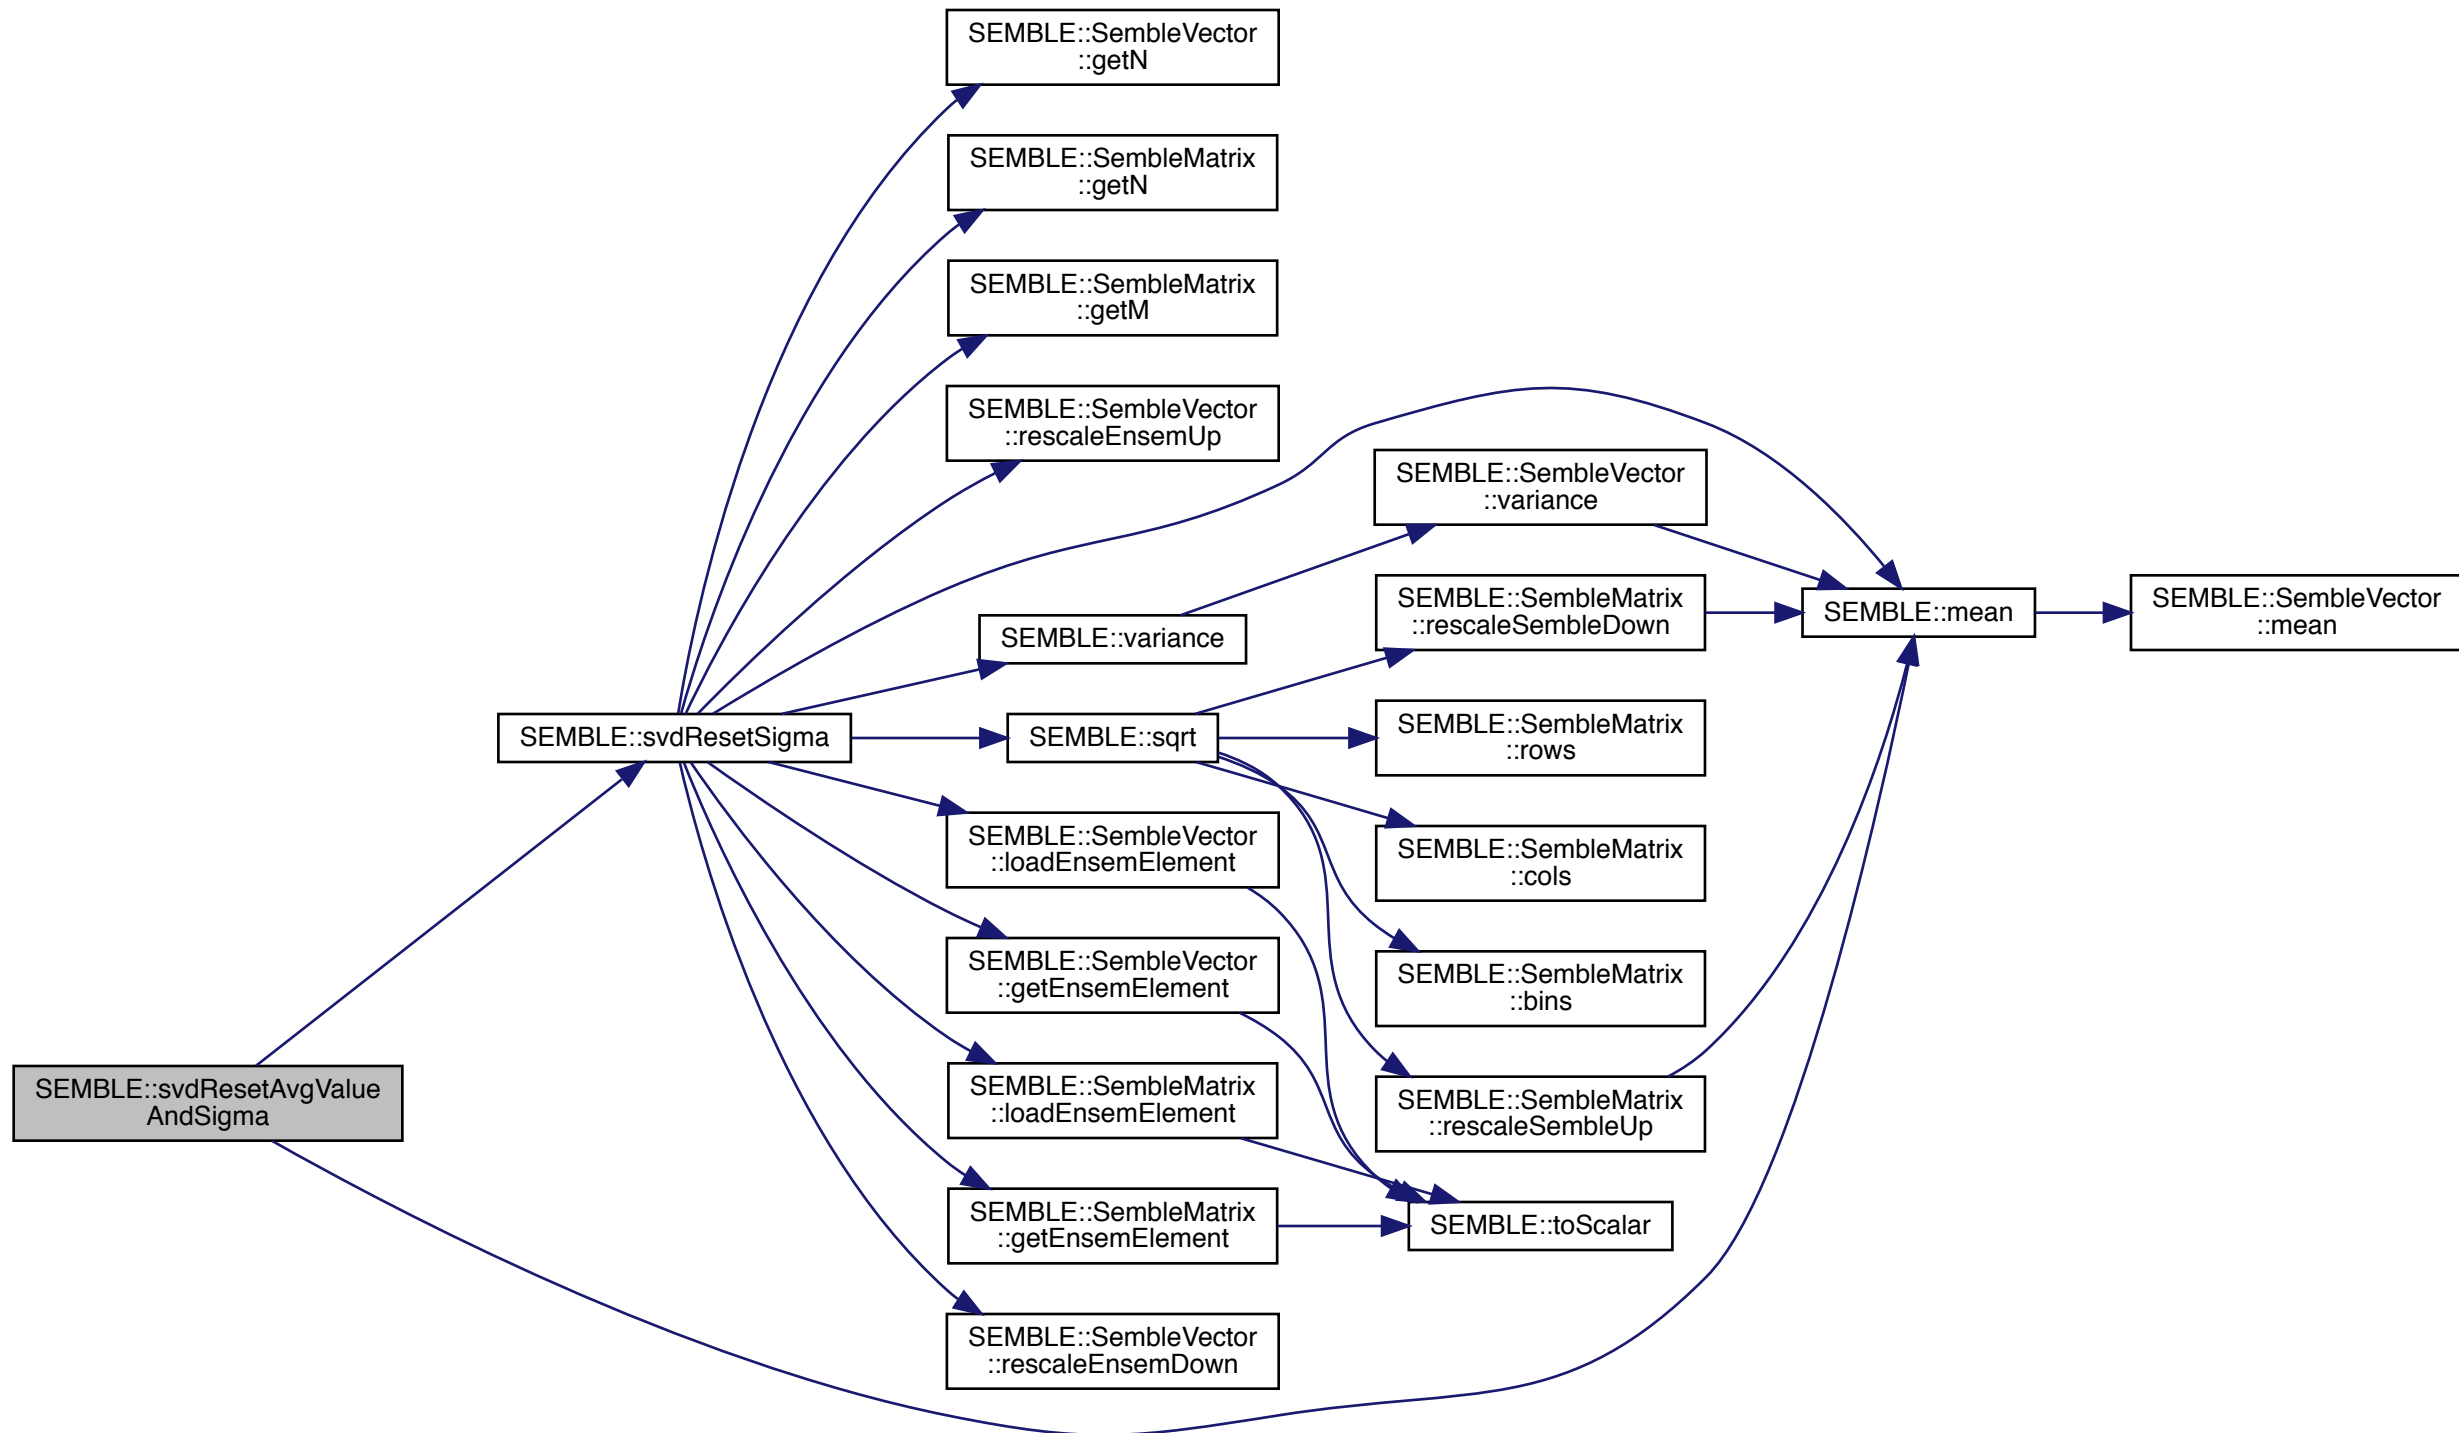 SEMBLE::SembleVector
::getN
SEMBLE::SembleMatrix
::getN
SEMBLE::SembleMatrix
::getM
SEMBLE::SembleVector
::rescaleEnsemUp
SEMBLE::SembleVector
::variance
SEMBLE::SembleMatrix
::rescaleSembleDown
SEMBLE::mean
SEMBLE::SembleVector
::mean
SEMBLE::variance
SEMBLE::svdResetSigma
SEMBLE::sqrt
SEMBLE::SembleMatrix
::rows
SEMBLE::SembleVector
::loadEnsemElement
SEMBLE::SembleMatrix
::cols
SEMBLE::SembleVector
::getEnsemElement
SEMBLE::SembleMatrix
::bins
SEMBLE::svdResetAvgValue
AndSigma
SEMBLE::SembleMatrix
::loadEnsemElement
SEMBLE::SembleMatrix
::rescaleSembleUp
SEMBLE::SembleMatrix
::getEnsemElement
SEMBLE::toScalar
SEMBLE::SembleVector
::rescaleEnsemDown